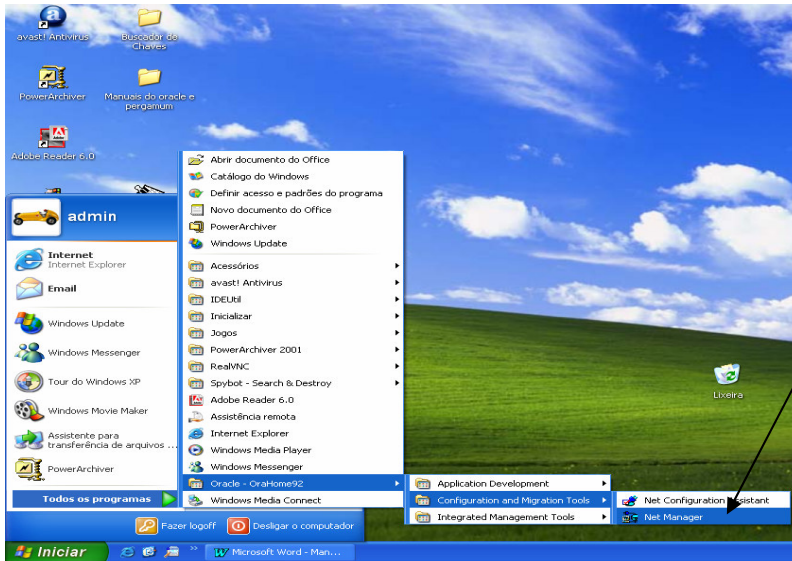 avast! Antivirus
Buscador de
Chaves
PowerArchiver
Manuais do oracle e
pergamum
Adobe Reader 6.0
admin
Internet
Internet Explorer
Email
Windows Update
Windows Messenger
Tour do Windows XP
Windows Movie Maker
Assistente para
transferência de arquivos ...
PowerArchiver
Todos os programas
Abrir documento do Office
Catálogo do Windows
Definir acesso e padrões do programa
Novo documento do Office
PowerArchiver
Windows Update
Acessórios
avast! Antivirus
IDEUtil
Inicializar
Jogos
PowerArchiver 2001
RealVNC
Spybot - Search & Destroy
Adobe Reader 6.0
Assistência remota
Internet Explorer
Windows Media Player
Windows Messenger
Oracle - OraHome92
Windows Media Connect
Application Development
Configuration and Migration Tools
Integrated Management Tools
Net Configuration Assistant
Net Manager
Lixeira
Fazer logoff
Desligar o computador
Iniciar
Microsoft Word - Man...